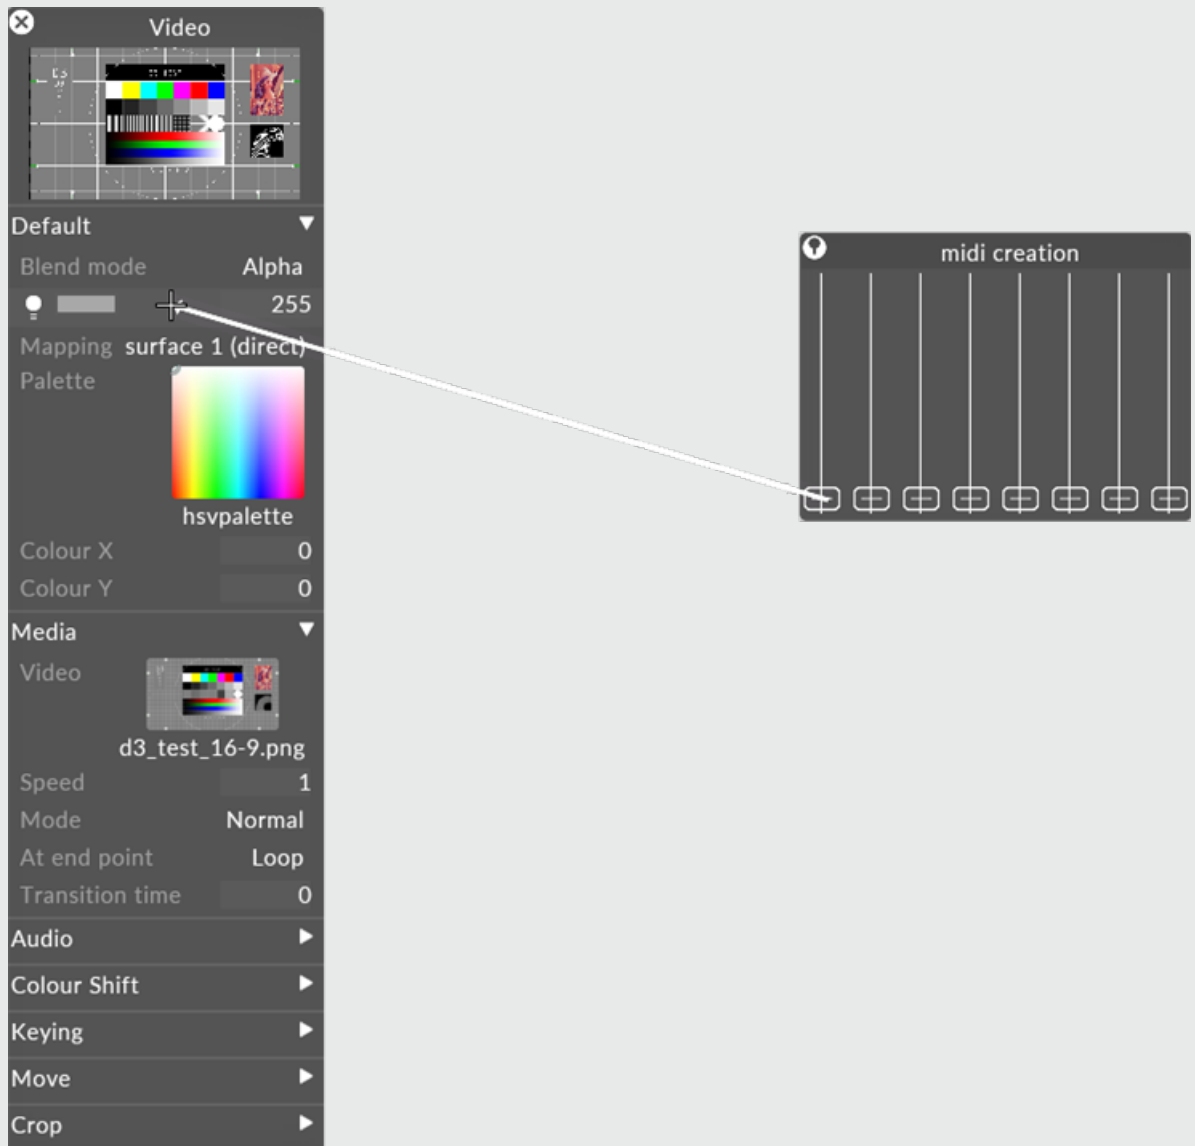 Video
Default
Blend mode Alpha
255
Mapping surface 1 (direct)
Palette
hsvpalette
Colour X 0
Colour Y 0
Media
Video
d3_test_16-9.png
Speed 1
Mode Normal
At end point Loop
Transition time 0
Audio
Colour Shift
Keying
Move
Crop
midi creation